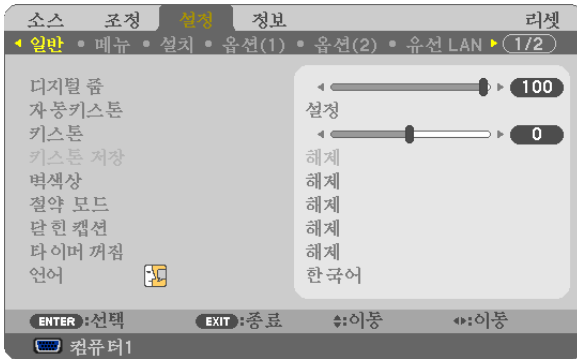 소스 조정 설정 정보 리셋
일반 • 메뉴 • 설치 • 옵션(1) • 옵션(2) • 유선 LAN 1/2
디지털 줌 100
자동키스톤 설정
키스톤 0
키스톤 저장 해제
벽색상 해제
절약 모드 해제
닫힌 캡션 해제
타이머 꺼짐 해제
언어 한국어
ENTER :선택 EXIT :종료 :이동 :이동
컴퓨터1